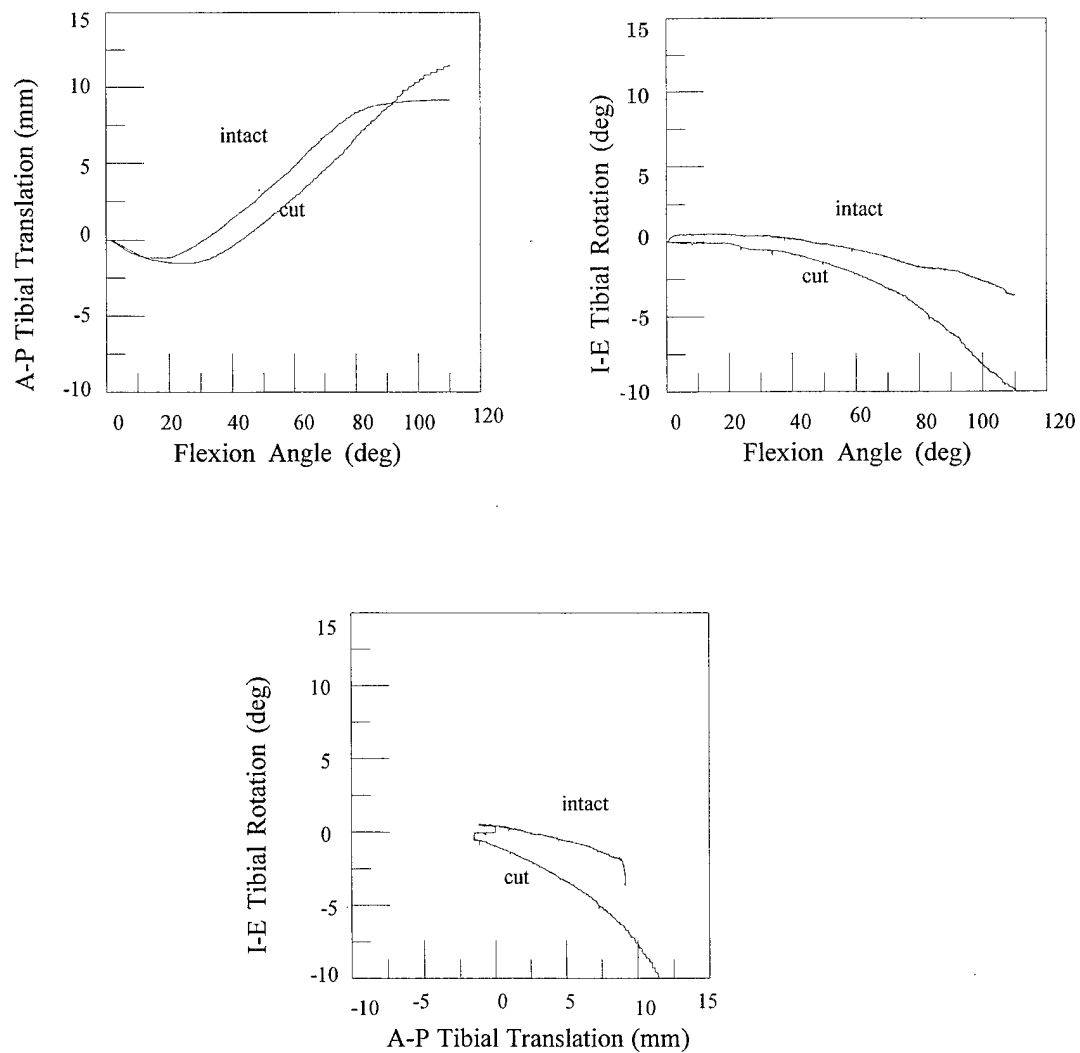 A-P Tibial Translation (mm)
15
10
5
0
-5
-10
intact
cut
0 20 40 60 80 100 120
Flexion Angle (deg)
I-E Tibial Rotation (deg)
15
10
5
0
-5
-10
intact
cut
0 20 40 60 80 100 120
Flexion Angle (deg)
I-E Tibial Rotation (deg)
15
10
5
0
-5
-10
intact
cut
-10 -5 0 5 10 15
A-P Tibial Translation (mm)